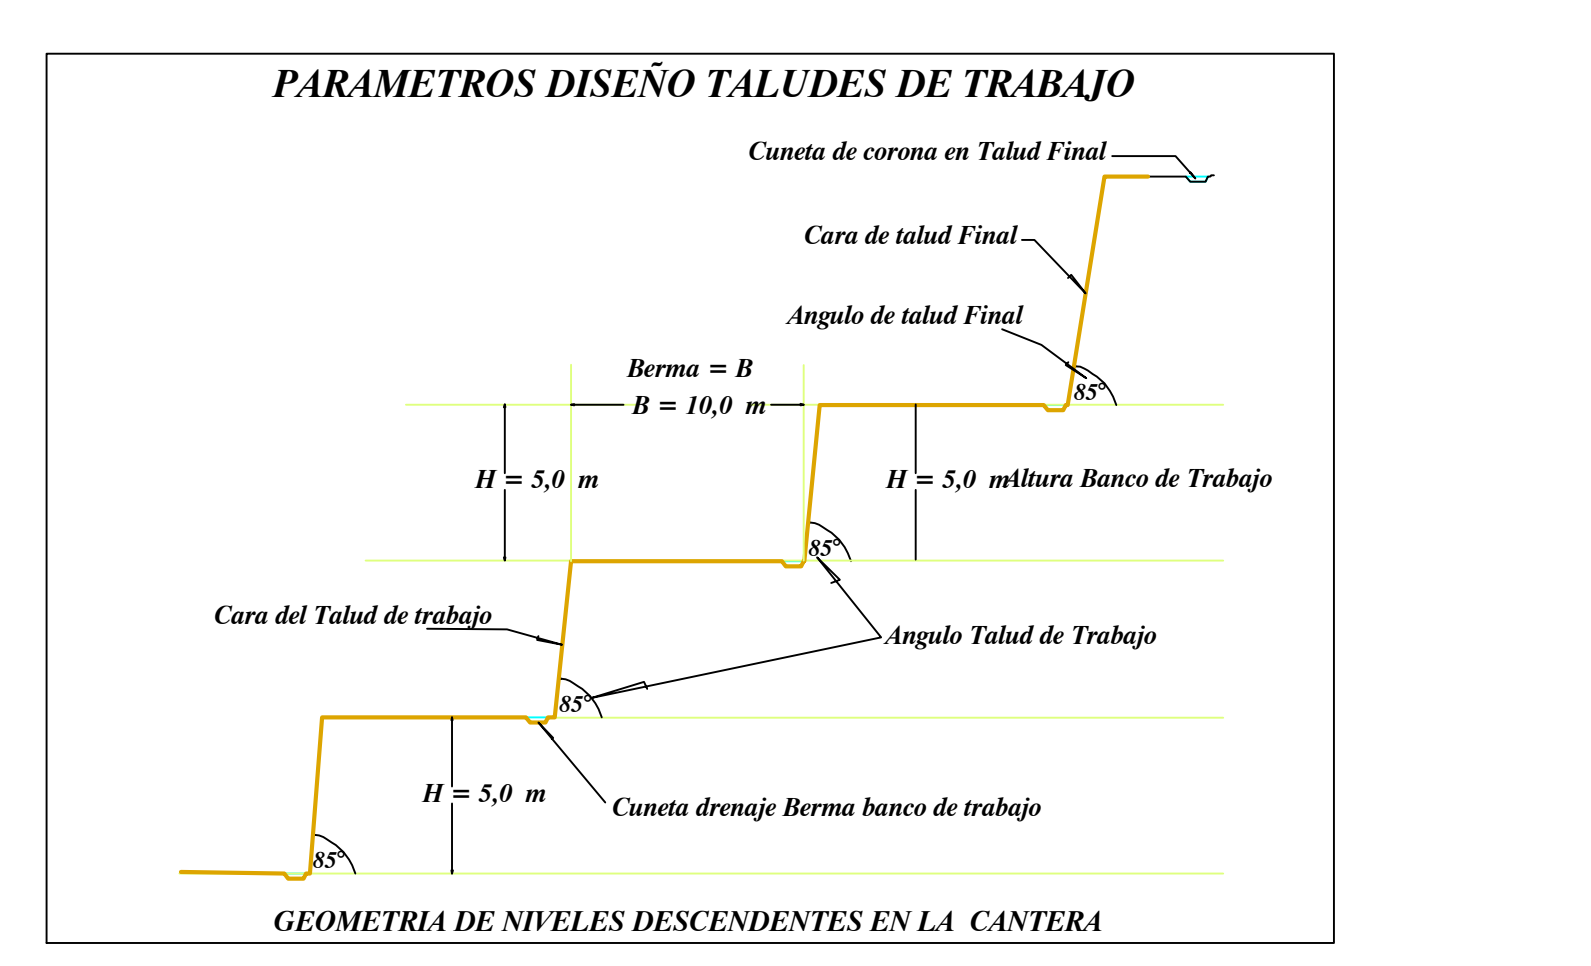 PARAMETROS DISEÑO TALUDES DE TRABAJO
Cuneta de corona en Talud Final
Cara de talud Final
Angulo de talud Final
Berma = B
85°
B = 10,0 m
H = 5,0 m
H = 5,0 m
Altura Banco de Trabajo
85°
Cara del Talud de trabajo
Angulo Talud de Trabajo
85°
H = 5,0 m
Cuneta drenaje Berma banco de trabajo
85°
GEOMETRIA DE NIVELES DESCENDENTES EN LA CANTERA